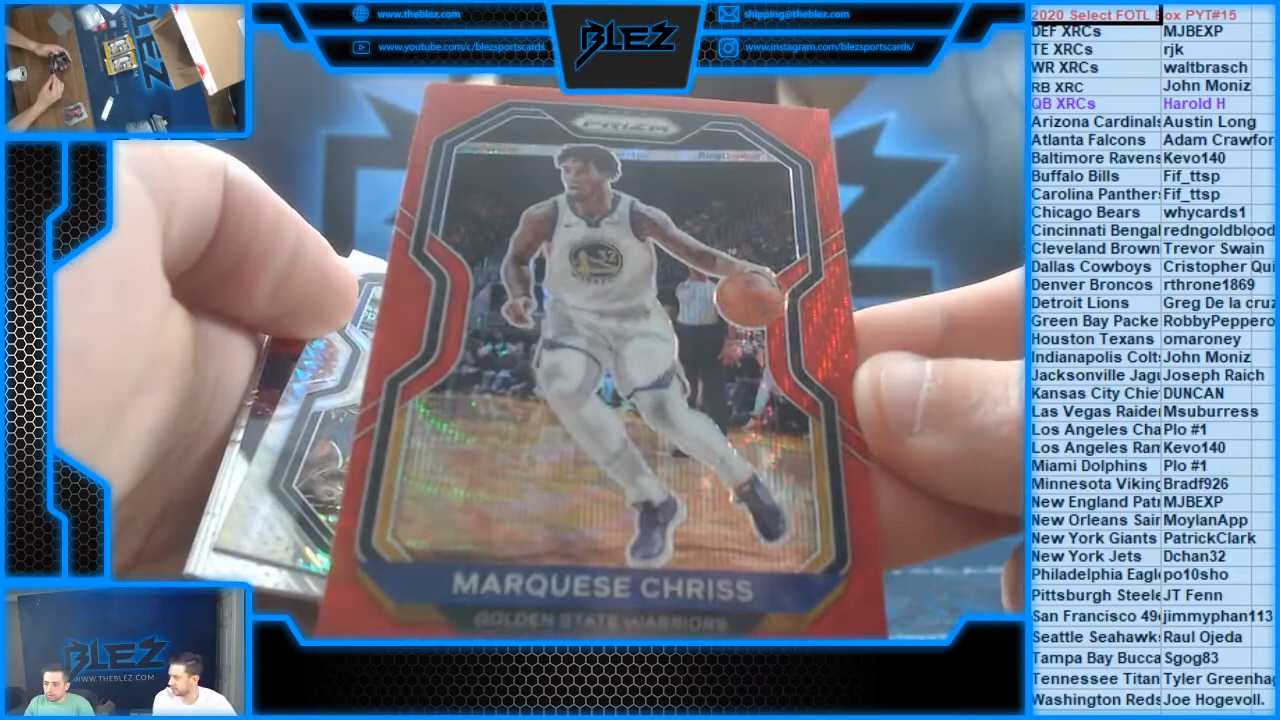 www.theblez.com
www.youtube.com/c/blezsportscards
BLEZ
shipping@theblez.com
www.instagram.com/blezsportscards/
PRIZM
32
MARQUESE CHRISS
GOLDEN STATE WARRIORS
BLEZ
WWW.THEBLEZ.COM
2020 Select FOTL Box PYT#15
DEF XRCs MJBEXP
TE XRCs rjk
WR XRCs waltbrasch
RB XRC John Moniz
QB XRCs Harold H
Arizona Cardinals Austin Long
Atlanta Falcons Adam Crawfor
Baltimore Ravens Kevo140
Buffalo Bills Fif_ttsp
Carolina Panthers Fif_ttsp
Chicago Bears whycards1
Cincinnati Bengal redngoldblood
Cleveland Brown Trevor Swain
Dallas Cowboys Cristopher Qui
Denver Broncos rthrone1869
Detroit Lions Greg De la cruz
Green Bay Packe RobbyPeppero
Houston Texans omaroney
Indianapolis Colts John Moniz
Jacksonville Jagu Joseph Raich
Kansas City Chie DUNCAN
Las Vegas Raider Msuburress
Los Angeles Cha Plo #1
Los Angeles Ram Kevo140
Miami Dolphins Plo #1
Minnesota Viking Bradf926
New England Patr MJBEXP
New Orleans Sain MoylanApp
New York Giants PatrickClark
New York Jets Dchan32
Philadelphia Eagle po10sho
Pittsburgh Steele JT Fenn
San Francisco 49e jimmyphan113
Seattle Seahawks Raul Ojeda
Tampa Bay Bucca Sgog83
Tennessee Titan Tyler Greenhag
Washington Reds Joe Hogevoll.